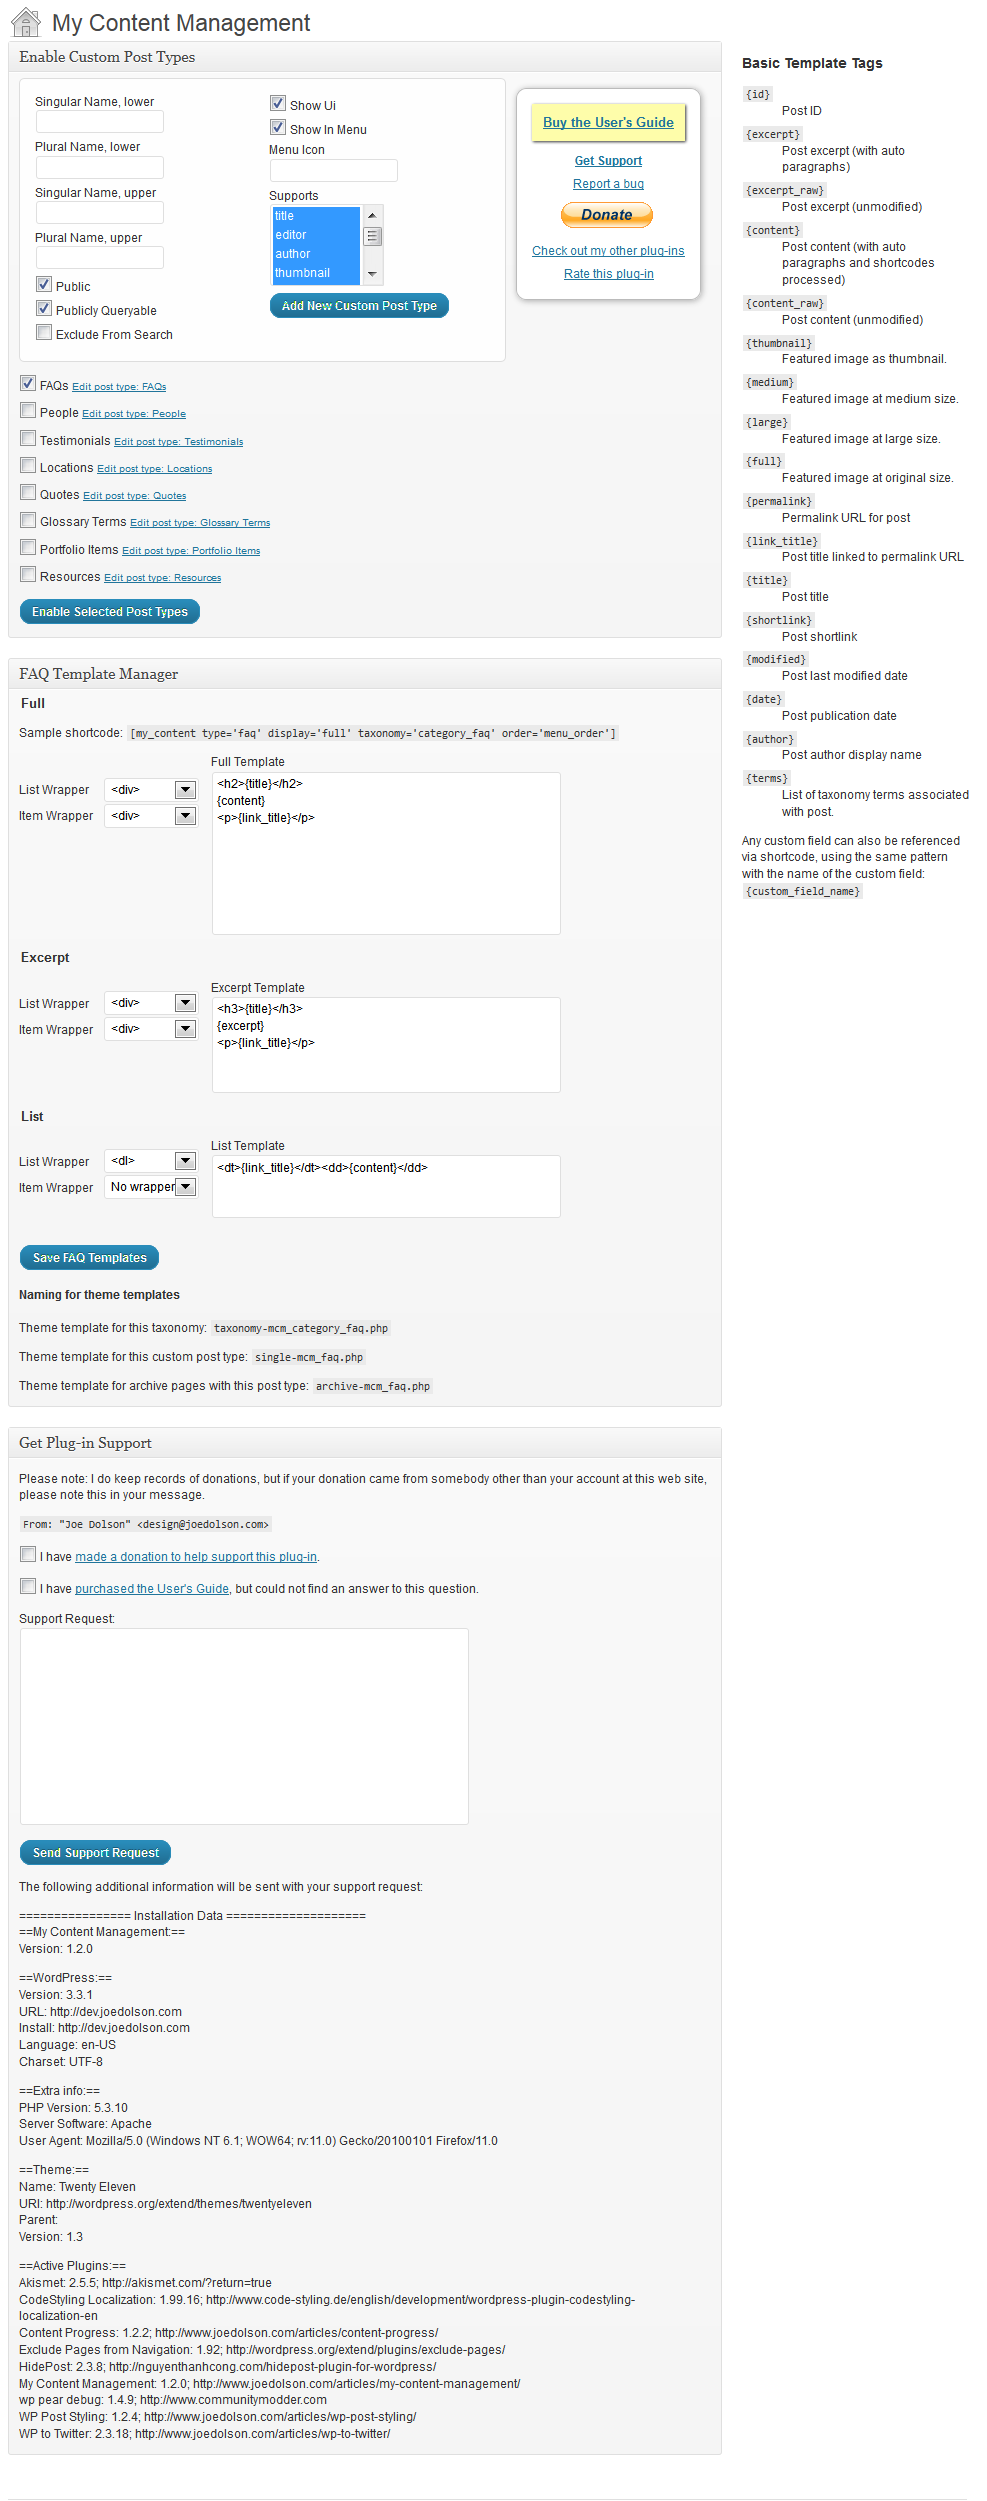 My Content Management
Enable Custom Post Types
Singular Name, lower
Plural Name, lower
Singular Name, upper
Plural Name, upper
Public
Publicly Queryable
Exclude From Search
Show Ui
Show In Menu
Menu Icon
Supports
title
editor
author
thumbnail
Add New Custom Post Type
Buy the User's Guide
Get Support
Report a bug
Donate
Check out my other plug-ins
Rate this plug-in
FAQs Edit post type: FAQs
People Edit post type: People
Testimonials Edit post type: Testimonials
Locations Edit post type: Locations
Quotes Edit post type: Quotes
Glossary Terms Edit post type: Glossary Terms
Portfolio Items Edit post type: Portfolio Items
Resources Edit post type: Resources
Enable Selected Post Types
FAQ Template Manager
Full
Sample shortcode: [my_content type='faq' display='full' taxonomy='category_faq' order='menu_order']
List Wrapper <div>
Item Wrapper <div>
Full Template
<h2>{title}</h2>
{content}
<p>{link_title}</p>
Excerpt
List Wrapper <div>
Item Wrapper <div>
Excerpt Template
<h3>{title}</h3>
{excerpt}
<p>{link_title}</p>
List
List Wrapper <dl>
Item Wrapper No wrapper
List Template
<dt>{link_title}</dt><dd>{content}</dd>
Save FAQ Templates
Naming for theme templates
Theme template for this taxonomy: taxonomy-mcm_category_faq.php
Theme template for this custom post type: single-mcm_faq.php
Theme template for archive pages with this post type: archive-mcm_faq.php
Get Plug-in Support
Please note: I do keep records of donations, but if your donation came from somebody other than your account at this web site,
please note this in your message.
From: "Joe Dolson" <design@joedolson.com>
I have made a donation to help support this plug-in.
I have purchased the User's Guide, but could not find an answer to this question.
Support Request:
Send Support Request
The following additional information will be sent with your support request:
================ Installation Data ====================
==My Content Management:==
Version: 1.2.0
==WordPress:==
Version: 3.3.1
URL: http://dev.joedolson.com
Install: http://dev.joedolson.com
Language: en-US
Charset: UTF-8
==Extra info:==
PHP Version: 5.3.10
Server Software: Apache
User Agent: Mozilla/5.0 (Windows NT 6.1; WOW64; rv:11.0) Gecko/20100101 Firefox/11.0
==Theme:==
Name: Twenty Eleven
URI: http://wordpress.org/extend/themes/twentyeleven
Parent:
Version: 1.3
==Active Plugins:==
Akismet: 2.5.5; http://akismet.com/?return=true
CodeStyling Localization: 1.99.16; http://www.code-styling.de/english/development/wordpress-plugin-codestyling-
localization-en
Content Progress: 1.2.2; http://www.joedolson.com/articles/content-progress/
Exclude Pages from Navigation: 1.92; http://wordpress.org/extend/plugins/exclude-pages/
HidePost: 2.3.8; http://nguyenthanhcong.com/hidepost-plugin-for-wordpress/
My Content Management: 1.2.0; http://www.joedolson.com/articles/my-content-management/
wp pear debug: 1.4.9; http://www.communitymodder.com
WP Post Styling: 1.2.4; http://www.joedolson.com/articles/wp-post-styling/
WP to Twitter: 2.3.18; http://www.joedolson.com/articles/wp-to-twitter/
Basic Template Tags
{id}
Post ID
{excerpt}
Post excerpt (with auto
paragraphs)
{excerpt_raw}
Post excerpt (unmodified)
{content}
Post content (with auto
paragraphs and shortcodes
processed)
{content_raw}
Post content (unmodified)
{thumbnail}
Featured image as thumbnail.
{medium}
Featured image at medium size.
{large}
Featured image at large size.
{full}
Featured image at original size.
{permalink}
Permalink URL for post
{link_title}
Post title linked to permalink URL
{title}
Post title
{shortlink}
Post shortlink
{modified}
Post last modified date
{date}
Post publication date
{author}
Post author display name
{terms}
List of taxonomy terms associated
with post.
Any custom field can also be referenced
via shortcode, using the same pattern
with the name of the custom field:
{custom_field_name}